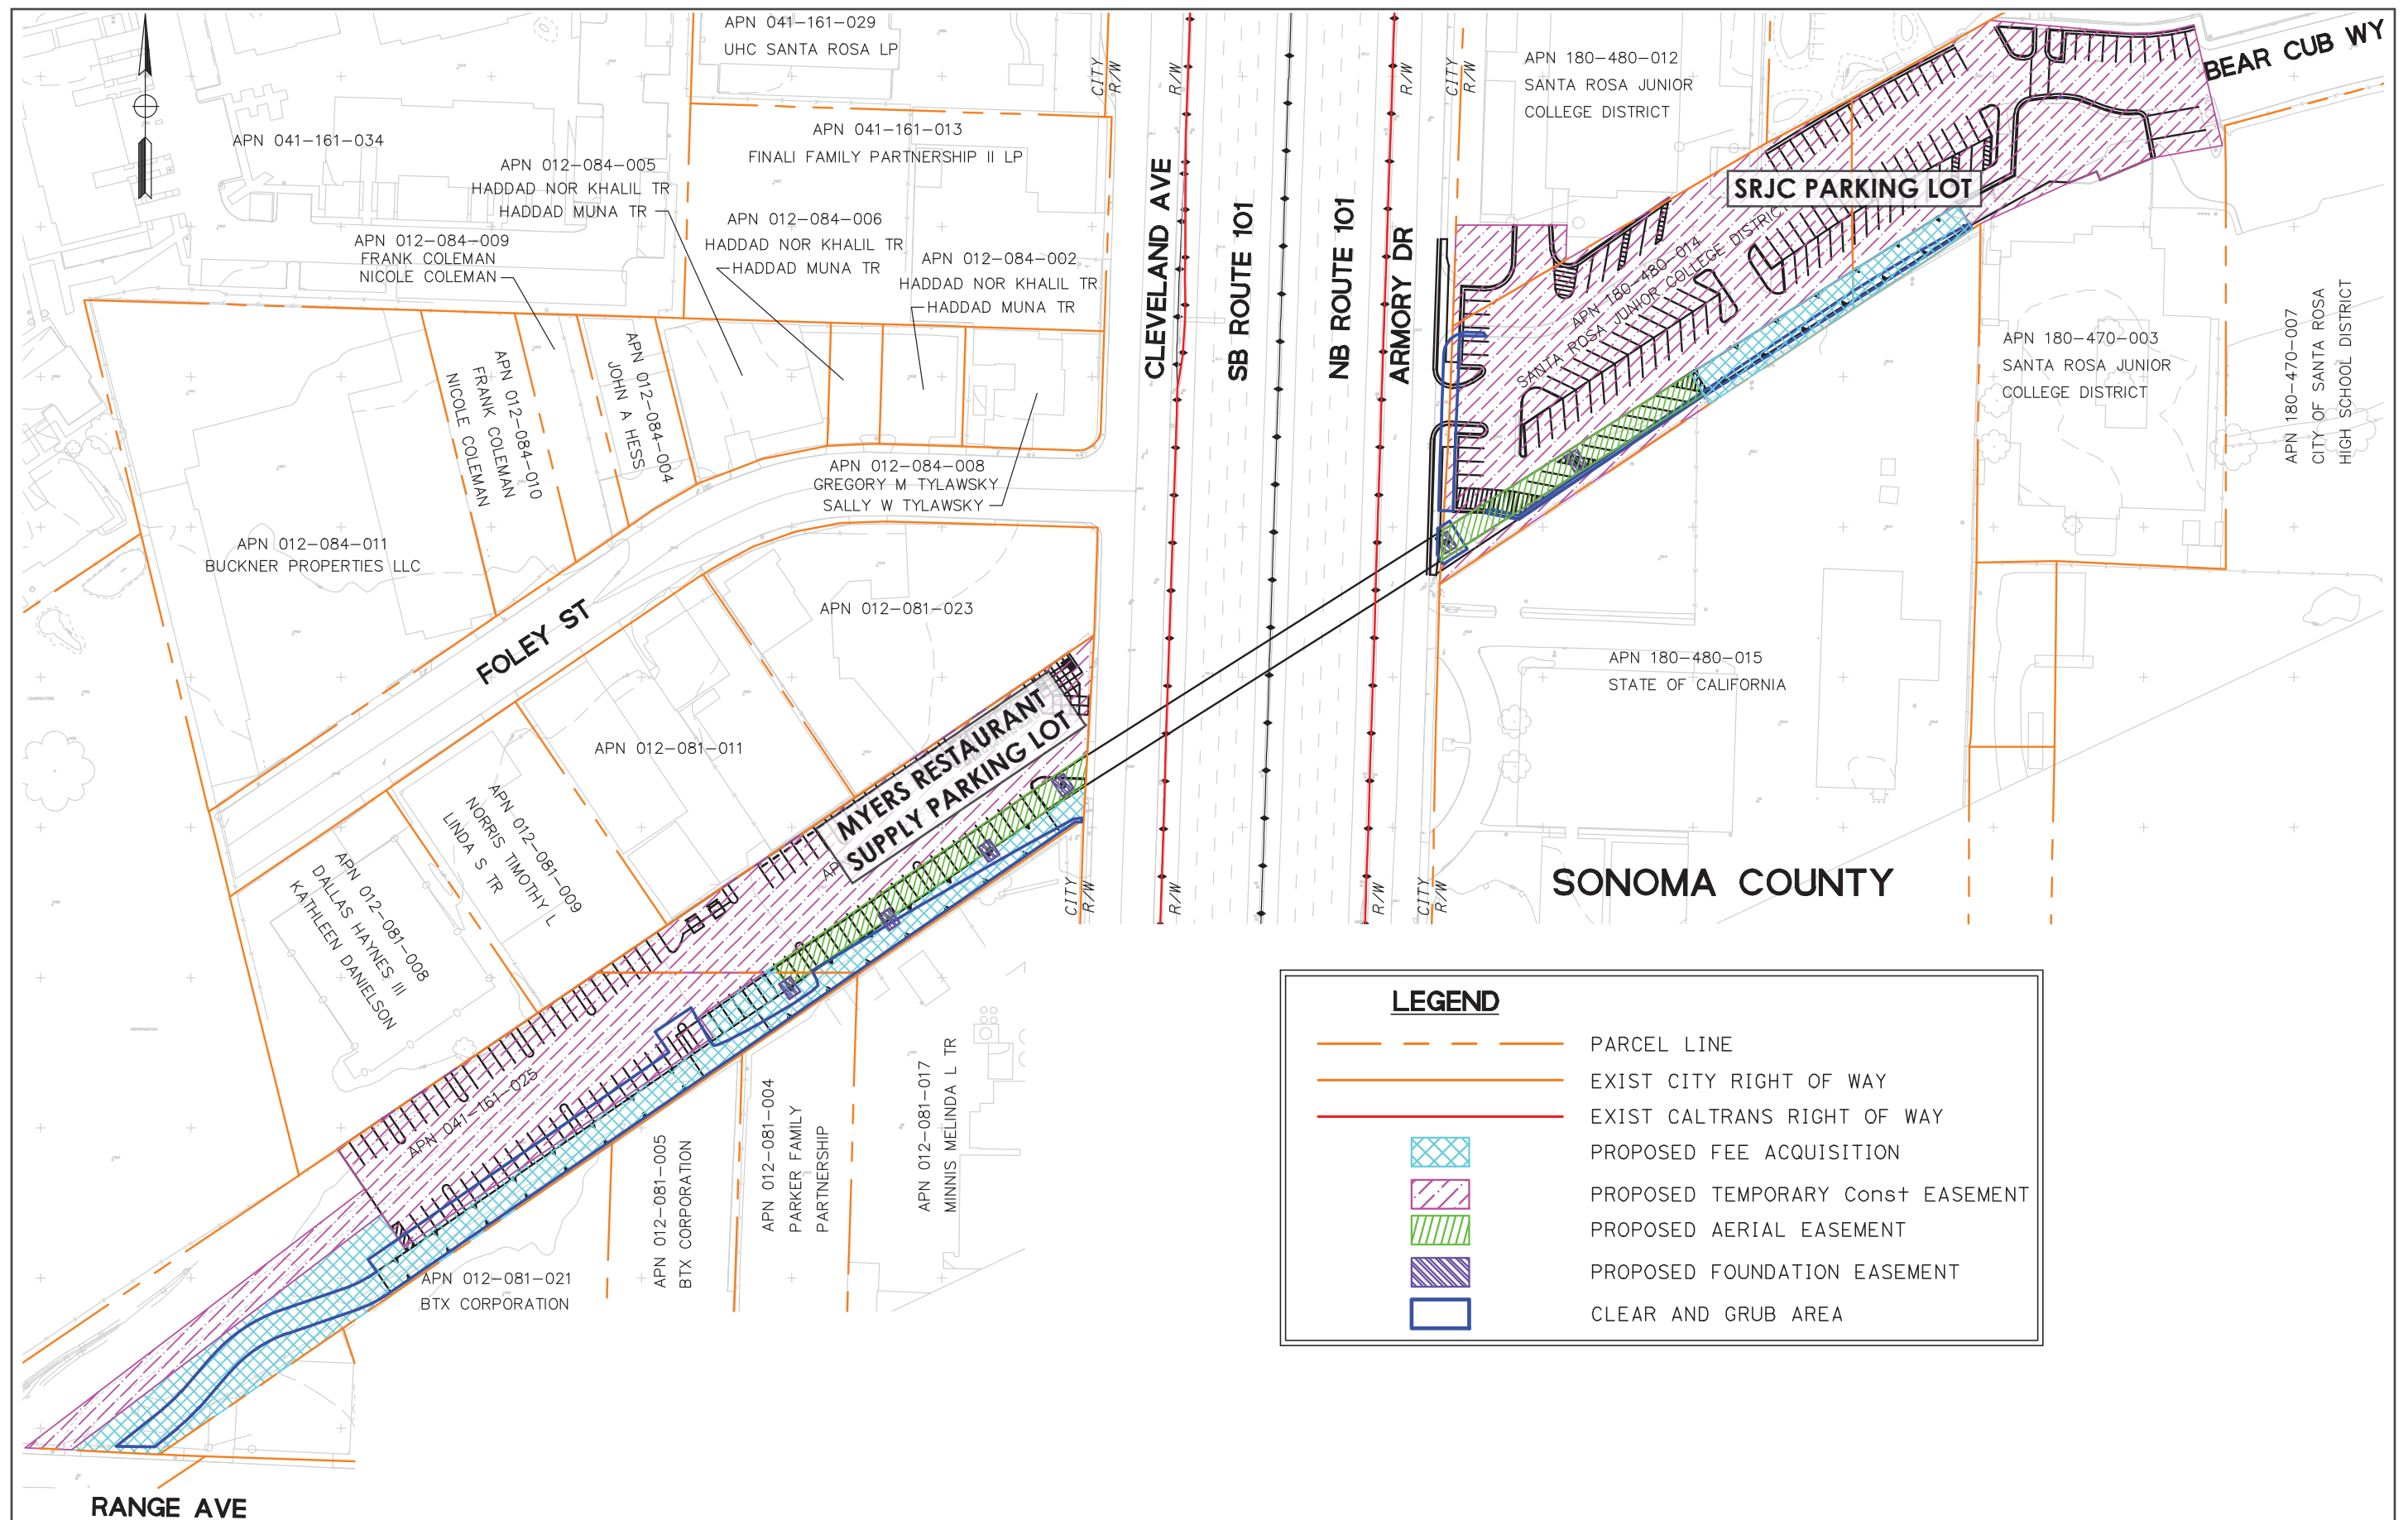 APN 041-161-029
UHC SANTA ROSA LP
CITY
R/W
R/W
R/W
CITY
R/W
APN 180-480-012
SANTA ROSA JUNIOR
COLLEGE DISTRICT
BEAR CUB WY
APN 041-161-034
APN 041-161-013
FINALI FAMILY PARTNERSHIP II LP
APN 012-084-005
HADDAD NOR KHALIL TR
HADDAD MUNA TR
APN 012-084-006
HADDAD NOR KHALIL TR
HADDAD MUNA TR
APN 012-084-009
FRANK COLEMAN
NICOLE COLEMAN
APN 012-084-002
HADDAD NOR KHALIL TR
HADDAD MUNA TR
CLEVELAND AVE
SB ROUTE 101
NB ROUTE 101
ARMORY DR
SRJC PARKING LOT
APN 180-480-014
SANTA ROSA JUNIOR COLLEGE DISTRICT
APN 180-470-003
SANTA ROSA JUNIOR
COLLEGE DISTRICT
APN 180-470-007
CITY OF SANTA ROSA
HIGH SCHOOL DISTRICT
APN 012-084-010
FRANK COLEMAN
NICOLE COLEMAN
APN 012-084-004
JOHN A HESS
APN 012-084-008
GREGORY M TYLAWSKY
SALLY W TYLAWSKY
APN 012-084-011
BUCKNER PROPERTIES LLC
FOLEY ST
APN 012-081-023
APN 180-480-015
STATE OF CALIFORNIA
APN 012-081-011
MYERS RESTAURANT
SUPPLY PARKING LOT
APN 012-081-009
NORRIS TIMOTHY L
LINDA S TR
APN 012-081-008
DALLAS HAYNES III
KATHLEEN DANIELSON
CITY
R/W
R/W
R/W
CITY
R/W
SONOMA COUNTY
APN 041-161-025
APN 012-081-021
BTX CORPORATION
APN 012-081-005
BTX CORPORATION
APN 012-081-004
PARKER FAMILY
PARTNERSHIP
APN 012-081-017
MINNIS MELINDA L TR
LEGEND
PARCEL LINE
EXIST CITY RIGHT OF WAY
EXIST CALTRANS RIGHT OF WAY
PROPOSED FEE ACQUISITION
PROPOSED TEMPORARY Const EASEMENT
PROPOSED AERIAL EASEMENT
PROPOSED FOUNDATION EASEMENT
CLEAR AND GRUB AREA
RANGE AVE